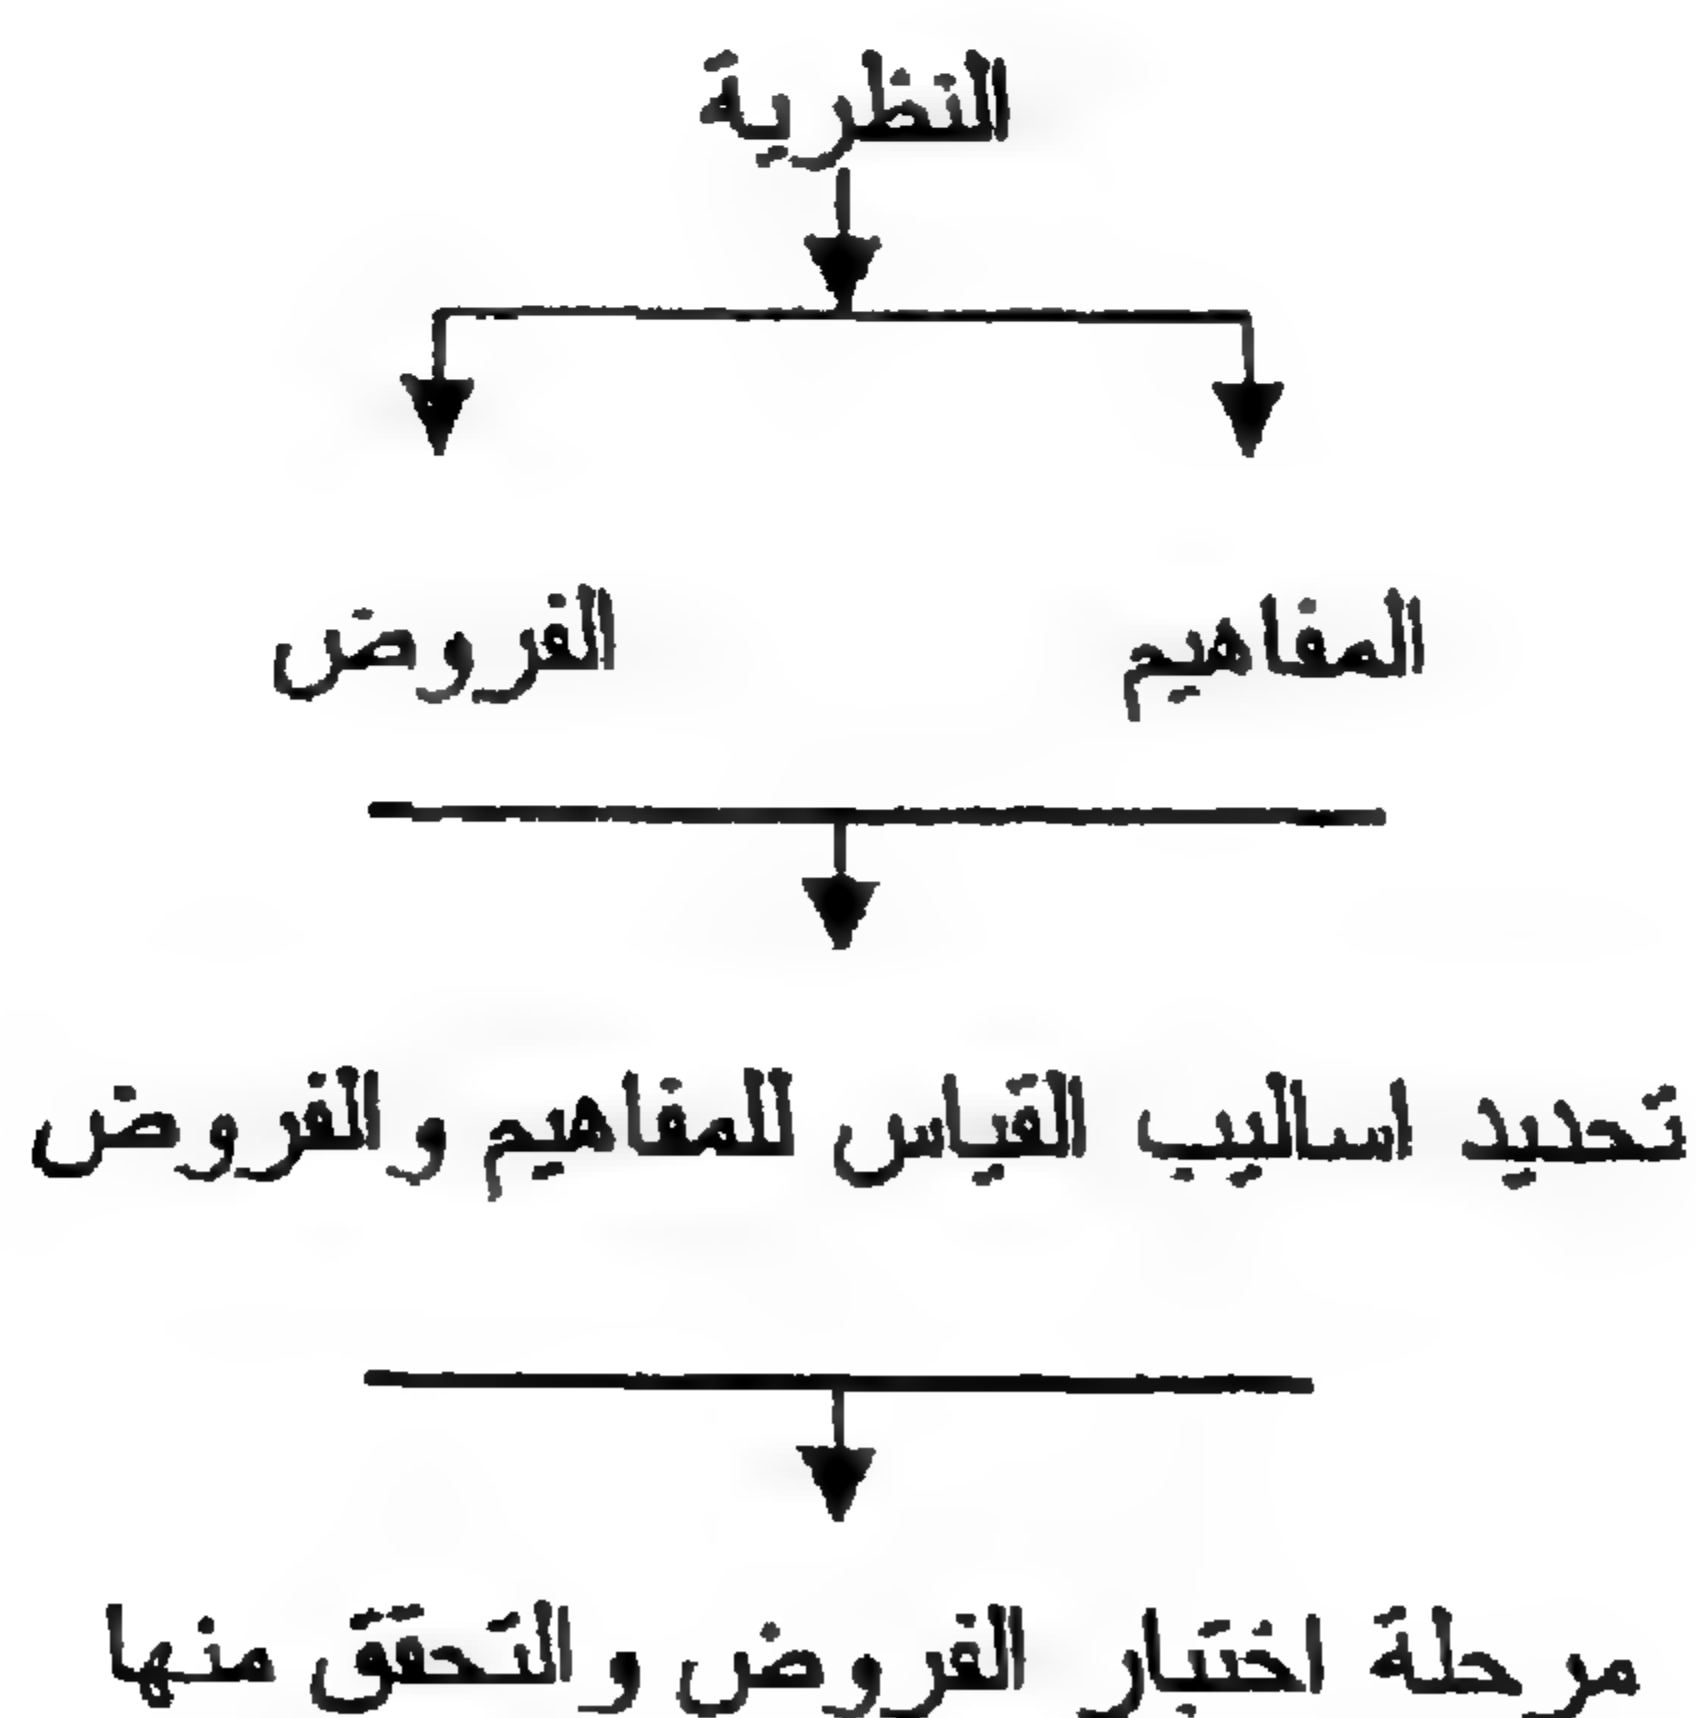 النظرية
المفاهيم الفروض
تحديد اساليب القياس للمفاهيم والفروض
مرحلة اختبار الفروض والتحقق منها